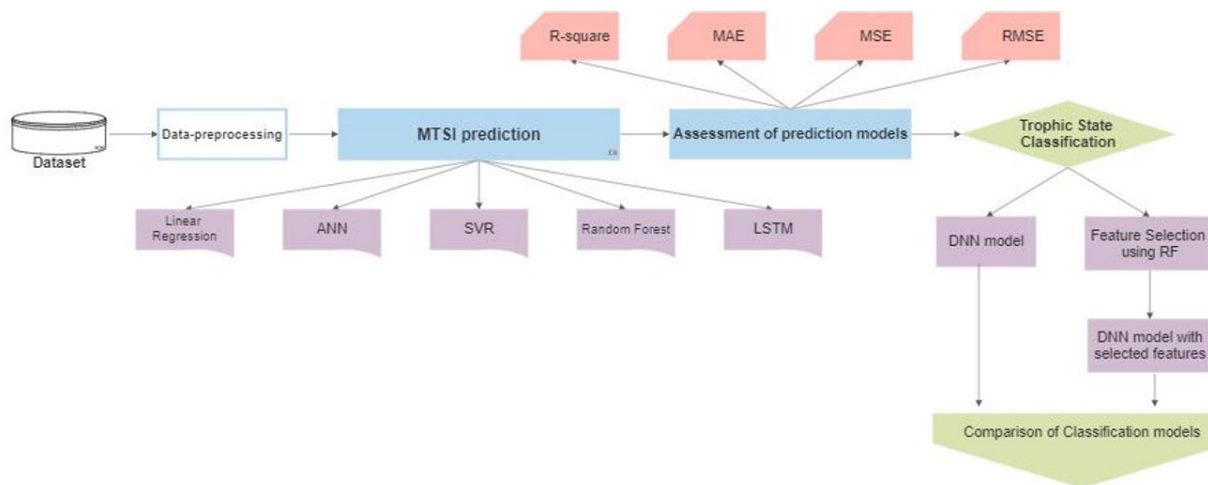 R-square
MAE
MSE
RMSE
Dataset
Data-preprocessing
MTSI prediction
Assessment of prediction models
Trophic State
Classification
Linear
Regression
ANN
SVR
Random Forest
LSTM
DNN model
Feature Selection
using RF
DNN model with
selected features
Comparison of Classification models